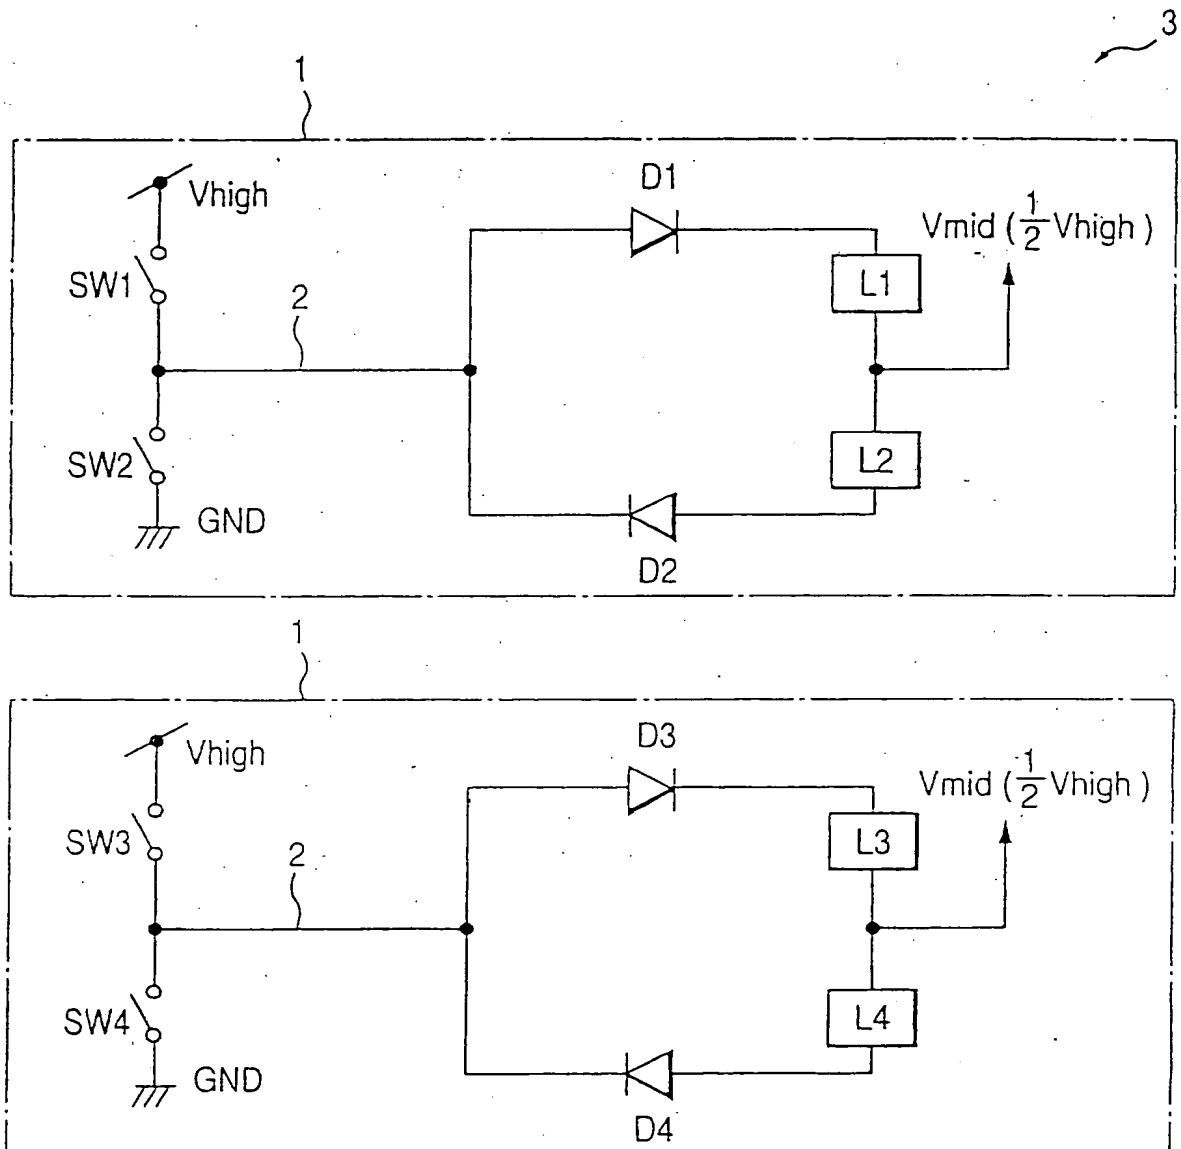 3
1
Vhigh
D1
Vmid (1/2 Vhigh)
SW1
L1
2
SW2
L2
GND
D2
1
Vhigh
D3
Vmid (1/2 Vhigh)
SW3
L3
2
SW4
L4
GND
D4